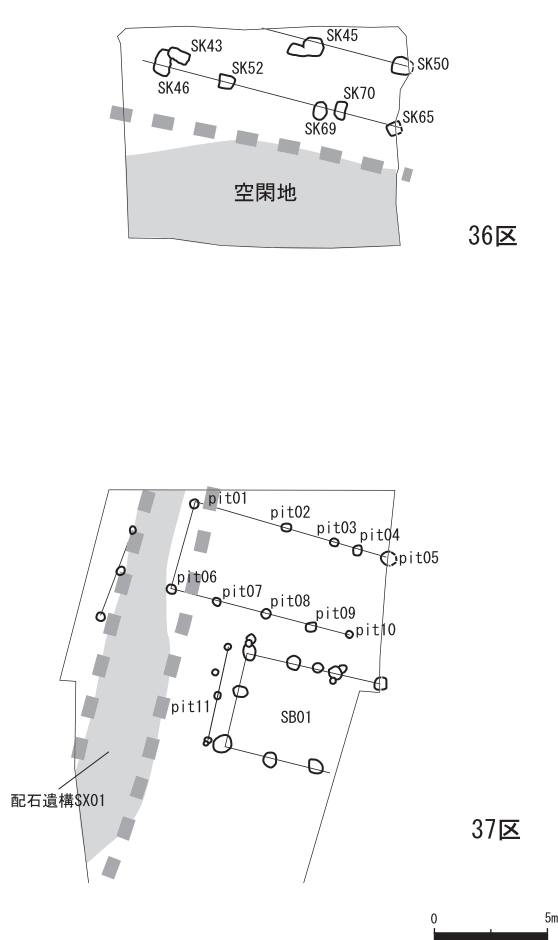 SK43
SK45
SK46
SK52
SK50
SK70
SK69
SK65
空閑地
36区
pit01
pit02
pit03
pit04
pit05
pit06
pit07
pit08
pit09
pit10
pit11
SB01
配石遺構SX01
37区
0
5m